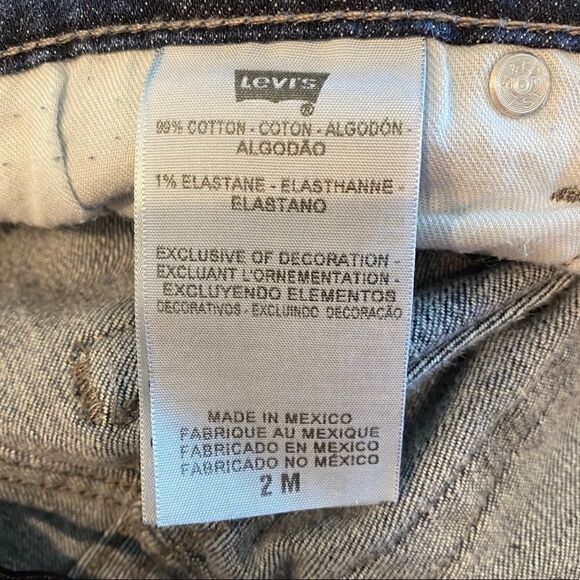 Levi's
®
99% COTTON - COTON - ALGODÓN -
ALGODÃO
1% ELASTANE - ELASTHANNE -
ELASTANO
EXCLUSIVE OF DECORATION -
EXCLUANT L'ORNEMENTATION -
EXCLUYENDO ELEMENTOS
DECORATIVOS - EXCLUINDO DECORAÇÃO
MADE IN MEXICO
FABRIQUE AU MEXIQUE
FABRICADO EN MEXICO
FABRICADO NO MÉXICO
2 M